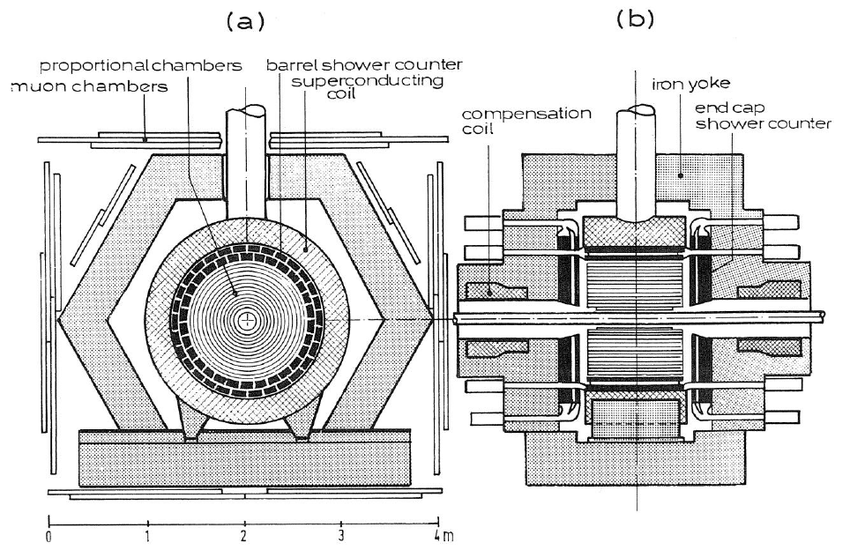 (a)
(b)
proportional chambers
muon chambers
barrel shower counter
superconducting
coil
compensation
coil
iron yoke
end cap
shower counter
0 1 2 3 4 m